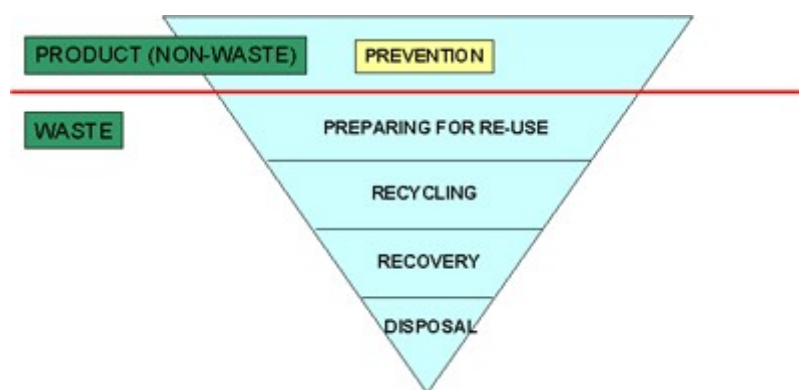 PRODUCT (NON-WASTE)
PREVENTION
WASTE
PREPARING FOR RE-USE
RECYCLING
RECOVERY
DISPOSAL